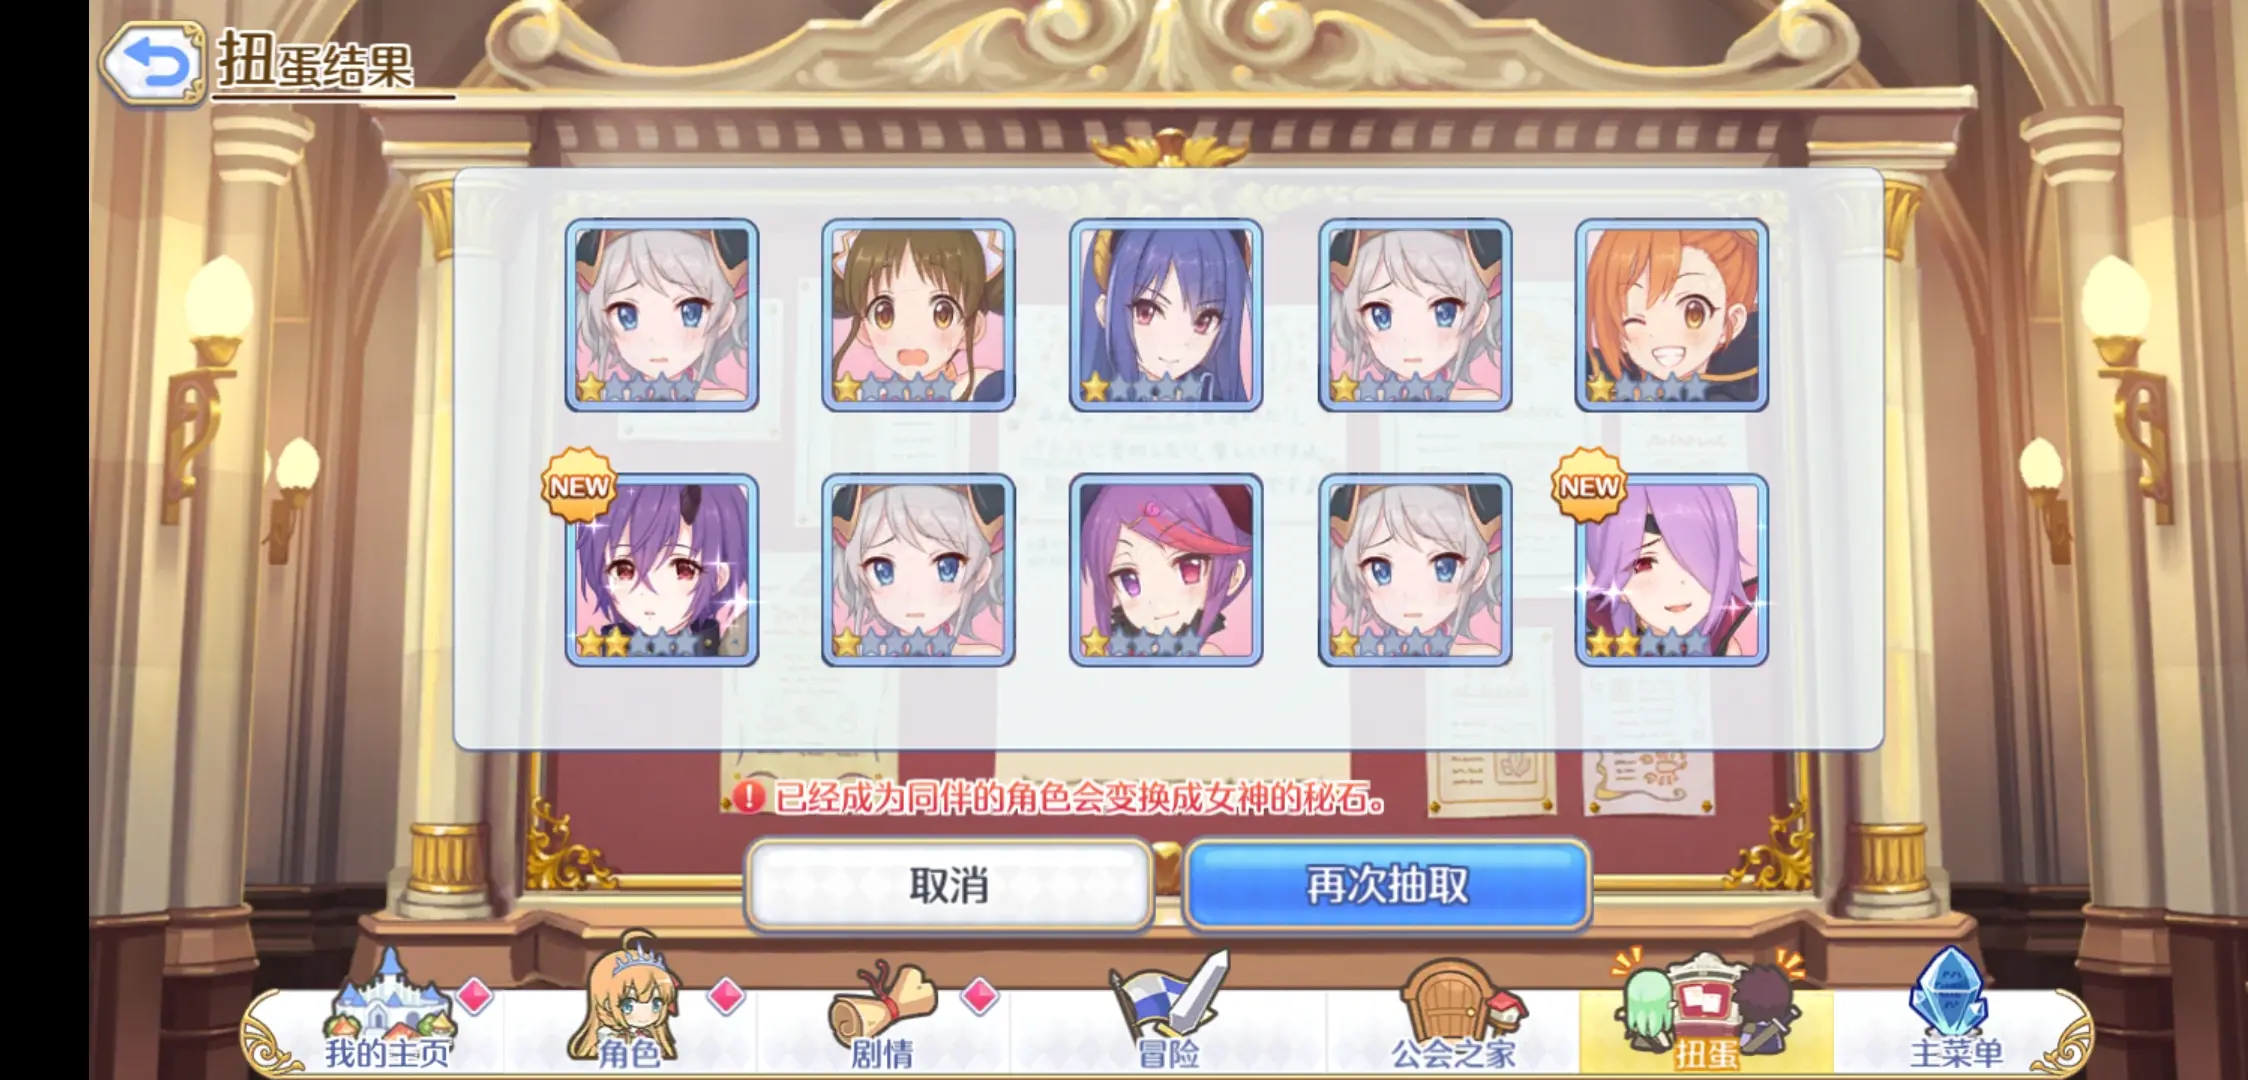 扭蛋结果
NEW
NEW
已经成为同伴的角色会变换成女神的秘石。
取消
再次抽取
我的主页
角色
剧情
冒险
公会之家
扭蛋
主菜单